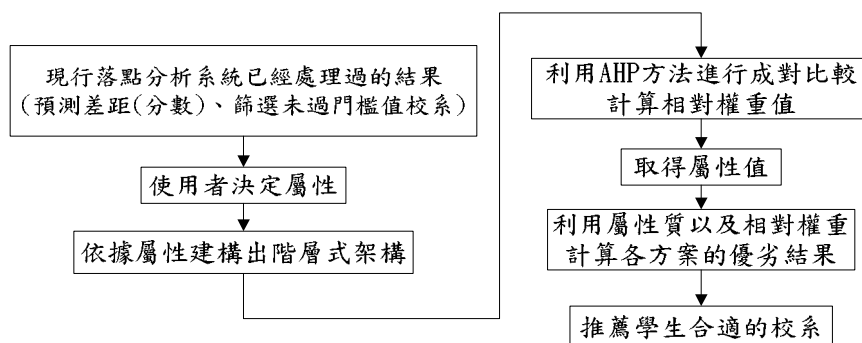 現行落點分析系統已經處理過的結果
(預測差距(分數)、篩選未過門檻值校系)
使用者決定屬性
依據屬性建構出階層式架構
利用AHP方法進行成對比較
計算相對權重值
取得屬性值
利用屬性質以及相對權重
計算各方案的優劣結果
推薦學生合適的校系